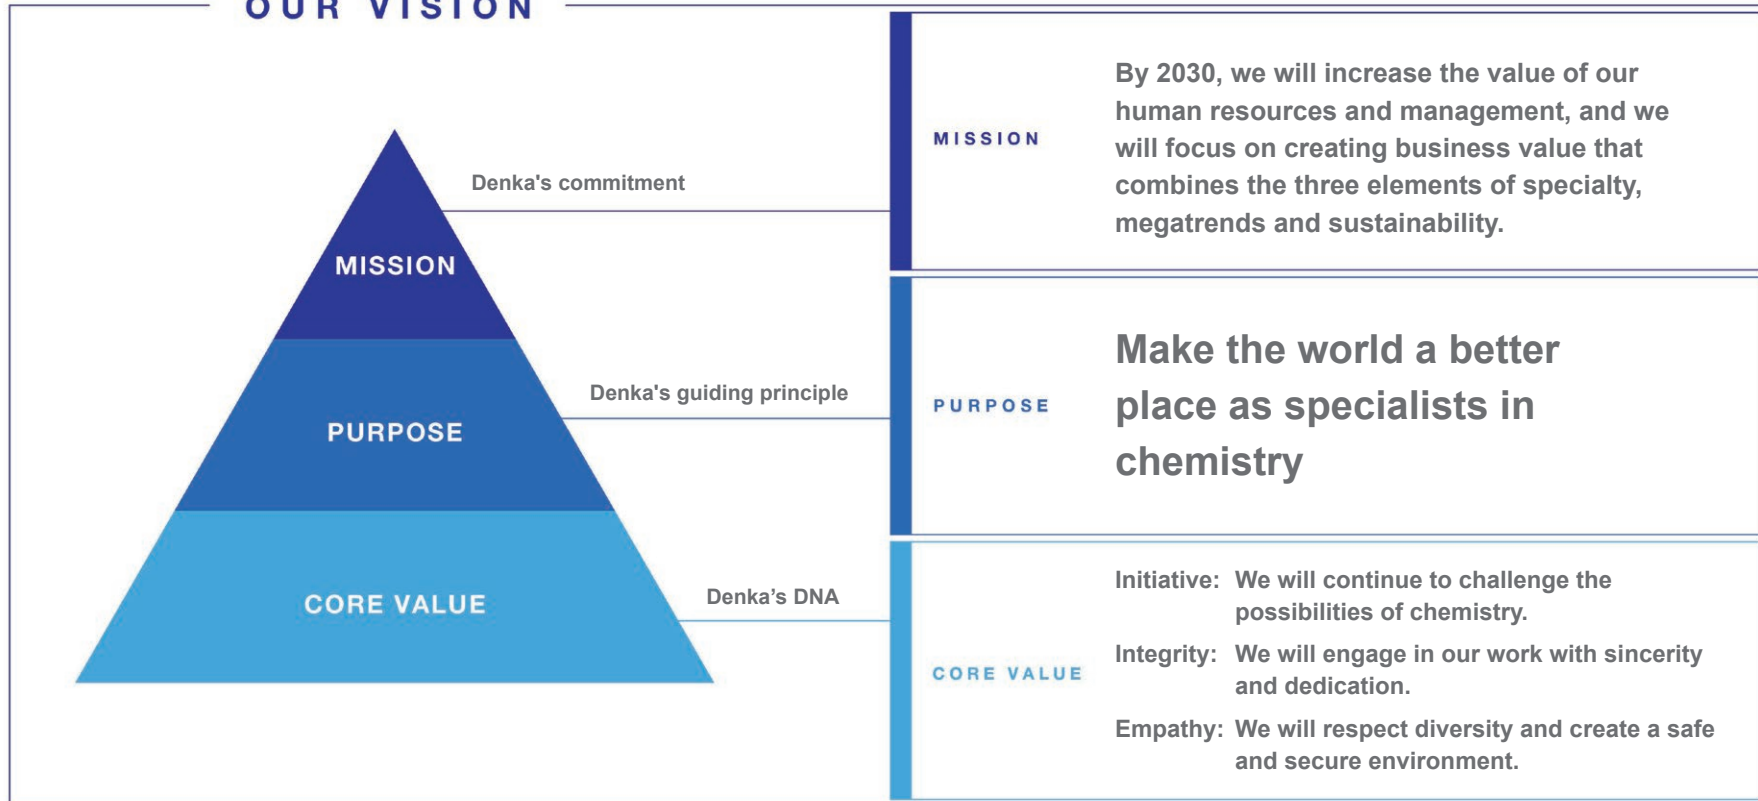 OUR VISION
Denka's commitment
MISSION
Denka's guiding principle
PURPOSE
Denka’s DNA
CORE VALUE
MISSION
By 2030, we will increase the value of our
human resources and management, and we
will focus on creating business value that
combines the three elements of specialty,
megatrends and sustainability.
PURPOSE
Make the world a better
place as specialists in
chemistry
CORE VALUE
Initiative: We will continue to challenge the
possibilities of chemistry.
Integrity: We will engage in our work with sincerity
and dedication.
Empathy: We will respect diversity and create a safe
and secure environment.